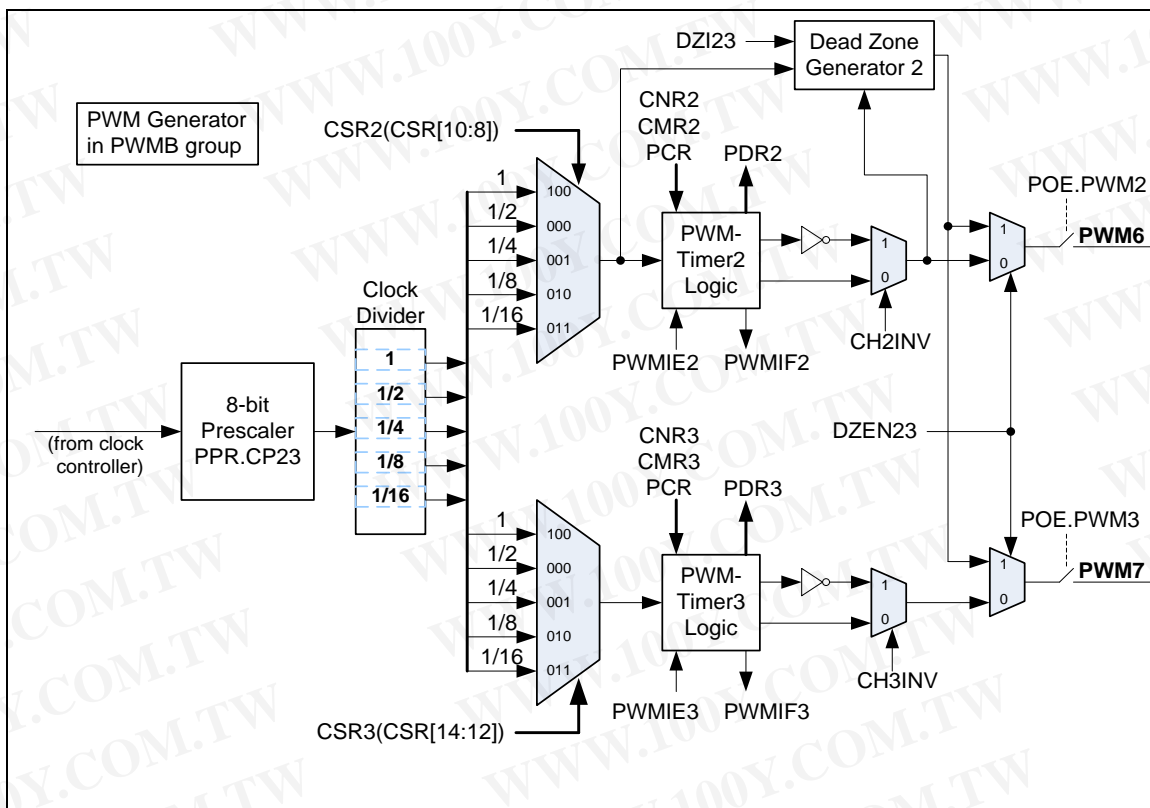 DZI23
Dead Zone
Generator 2
PWM Generator
in PWMB group
CSR2(CSR[10:8])
CNR2
CMR2
PCR
PDR2
1
1/2
1/4
1/8
1/16
100
000
001
010
011
PWM-
Timer2
Logic
1
0
1
0
POE.PWM2
PWM6
PWMIE2
PWMIF2
CH2INV
Clock
Divider
1
1/2
1/4
1/8
1/16
8-bit
Prescaler
PPR.CP23
(from clock
controller)
DZEN23
CNR3
CMR3
PCR
PDR3
1
1/2
1/4
1/8
1/16
100
000
001
010
011
PWM-
Timer3
Logic
1
0
1
0
POE.PWM3
PWM7
PWMIE3
PWMIF3
CH3INV
CSR3(CSR[14:12])
WWW.100Y.COM.TW